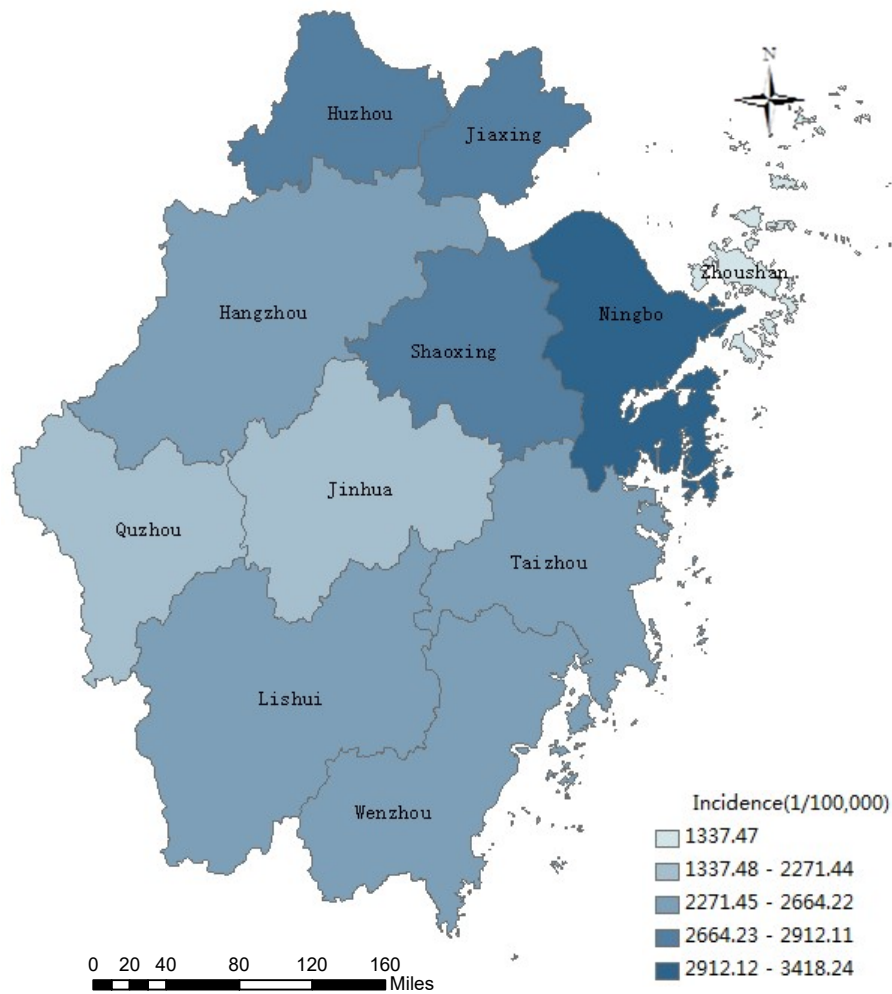 N
Huzhou
Jiaxing
Zhoushan
Hangzhou
Ningbo
Shaoxing
Jinhua
Quzhou
Taizhou
Lishui
Wenzhou
Incidence(1/100,000)
1337.47
1337.48 - 2271.44
2271.45 - 2664.22
2664.23 - 2912.11
2912.12 - 3418.24
0 20 40 80 120 160
Miles